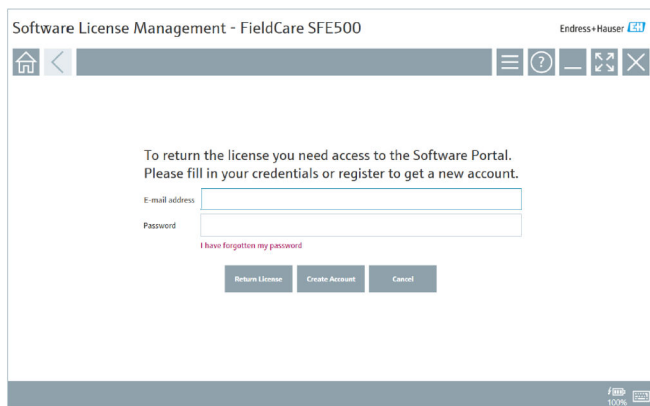 Software License Management - FieldCare SFE500
Endress+Hauser EH
To return the license you need access to the Software Portal.
Please fill in your credentials or register to get a new account.
E-mail address
Password
I have forgotten my password
Return License Create Account Cancel
100%